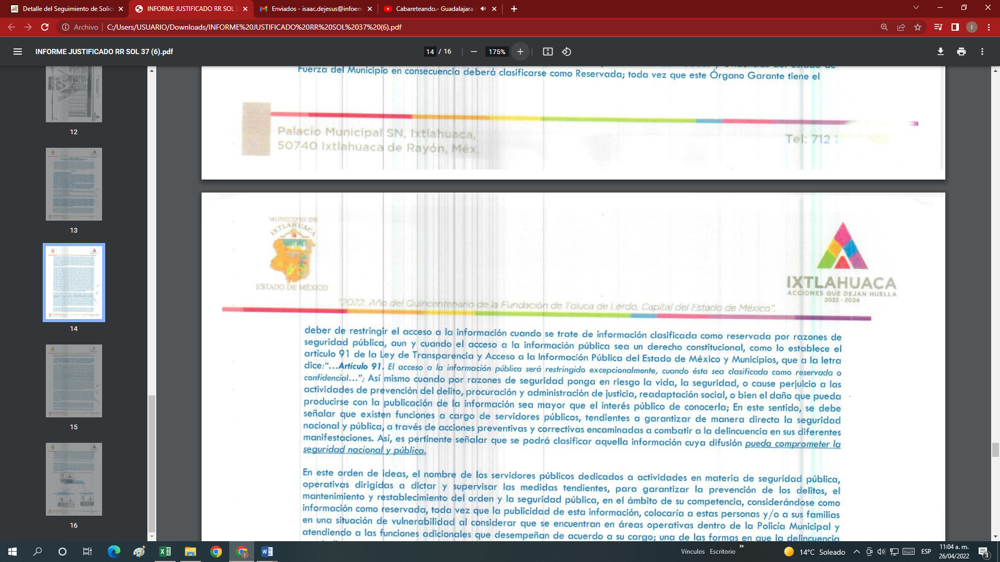 Detalle del Seguimiento de Solici
INFORME JUSTIFICADO RR SOL 3
Enviados - isaac.dejesus@infoem
Cabareteando.- Guadalajara
Archivo
C:/Users/USUARIO/Downloads/INFORME%20JUSTIFICADO%20RR%20SOL%2037%20(6).pdf
INFORME JUSTIFICADO RR SOL 37 (6).pdf
14 / 16
175%
12
13
14
15
16
Fuerza del Municipio en consecuencia deberá clasificarse como Reservada; toda vez que este Órgano Garante tiene el
Palacio Municipal SN, Ixtlahuaca,
50740 Ixtlahuaca de Rayón, Méx.
Tel: 712
MUNICIPIO DE
IXTLAHUACA
ESTADO DE MÉXICO
IXTLAHUACA
ACCIONES QUE DEJAN HUELLA
2022 - 2024
"2022. Año del Quincentenario de la Fundación de Toluca de Lerdo, Capital del Estado de México".
deber de restringir el acceso a la información cuando se trate de información clasificada como reservada por razones de
seguridad pública, aun y cuando el acceso a la información pública sea un derecho constitucional, como lo establece el
artículo 91 de la Ley de Transparencia y Acceso a la Información Pública del Estado de México y Municipios, que a la letra
dice:"...Artículo 91. El acceso a la información pública será restringido excepcionalmente, cuando ésta sea clasificada como reservada o
confidencial..."; Así mismo cuando por razones de seguridad ponga en riesgo la vida, la seguridad, o cause perjuicio a las
actividades de prevención del delito, procuración y administración de justicia, readaptación social, o bien el daño que pueda
producirse con la publicación de la información sea mayor que el interés público de conocerla; En este sentido, se debe
señalar que existen funciones a cargo de servidores públicos, tendientes a garantizar de manera directa la seguridad
nacional y pública, a través de acciones preventivas y correctivas encaminadas a combatir a la delincuencia en sus diferentes
manifestaciones. Así, es pertinente señalar que se podrá clasificar aquella información cuya difusión pueda comprometer la
seguridad nacional y pública.
En este orden de ideas, el nombre de los servidores públicos dedicados a actividades en materia de seguridad pública,
operativas dirigidas a dictar y supervisar las medidas tendientes, para garantizar la prevención de los delitos, el
mantenimiento y restablecimiento del orden y la seguridad pública, en el ámbito de su competencia, considerándose como
información como reservada, toda vez que la publicidad de esta información, colocaría a estas personas y/o a sus familias
en una situación de vulnerabilidad al considerar que se encuentran en áreas operativas dentro de la Policía Municipal y
atendiendo a las funciones adicionales que desempeñan de acuerdo a su cargo; una de las formas en que la delincuencia
Vínculos
Escritorio
14°C Soleado
ESP
11:04 a. m.
26/04/2022
3